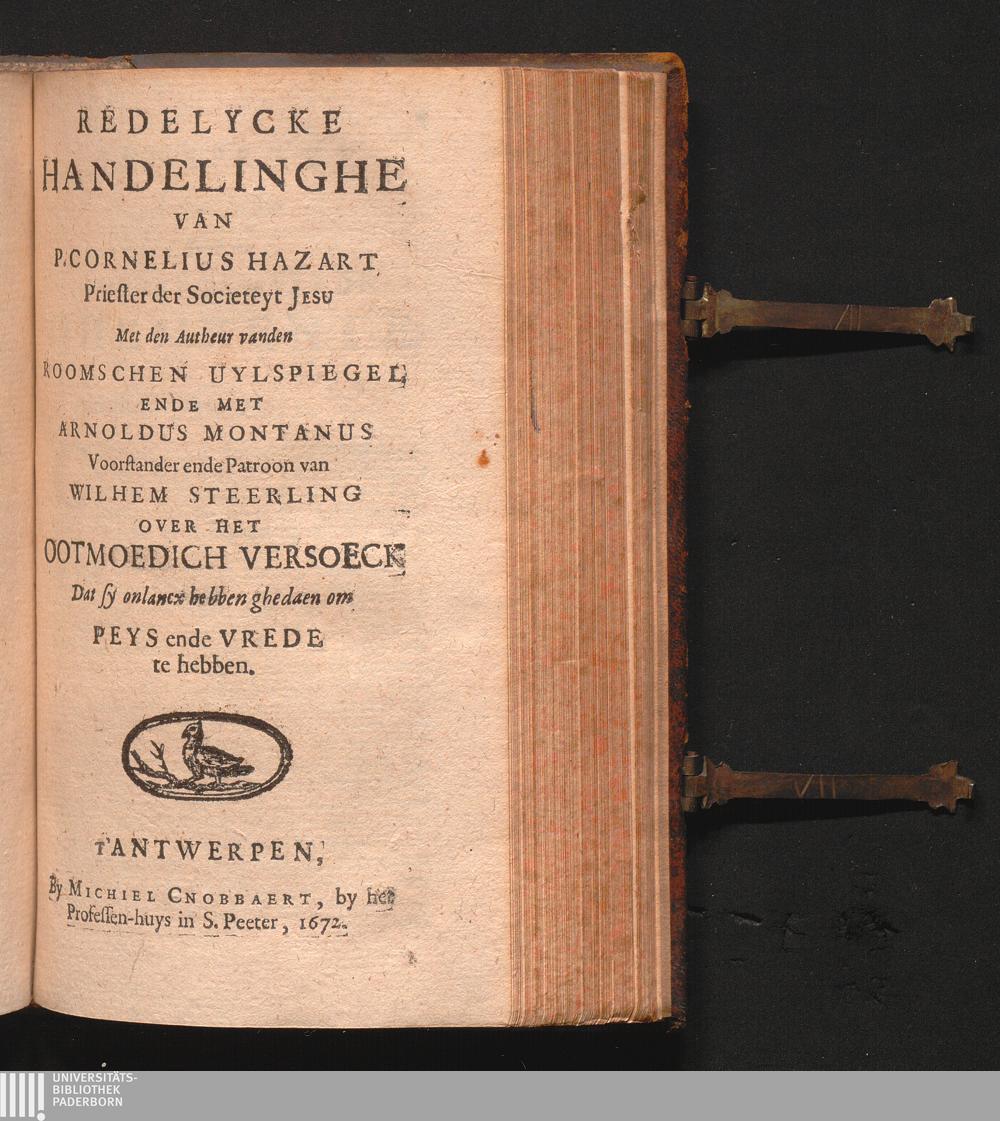 REDELYCKE
HANDELINGHE
VAN
P. CORNELIUS HAZART
Priester der Societeyt JESU
Met den Autheur vanden
ROOMSCHEN UYLSPIEGEL,
ENDE MET
ARNOLDUS MONTANUS
Voorstander ende Patroon van
WILHEM STEERLING
OVER HET
OOTMOEDICH VERSOECK
Dat sy onlancx hebben ghedaen om
PEYS ende VREDE
te hebben.
T'ANTWERPEN,
By MICHIEL CNOBBAERT, by het
Professen-huys in S. Peeter, 1672.
VII
VII
UNIVERSITÄTS-
BIBLIOTHEK
PADERBORN